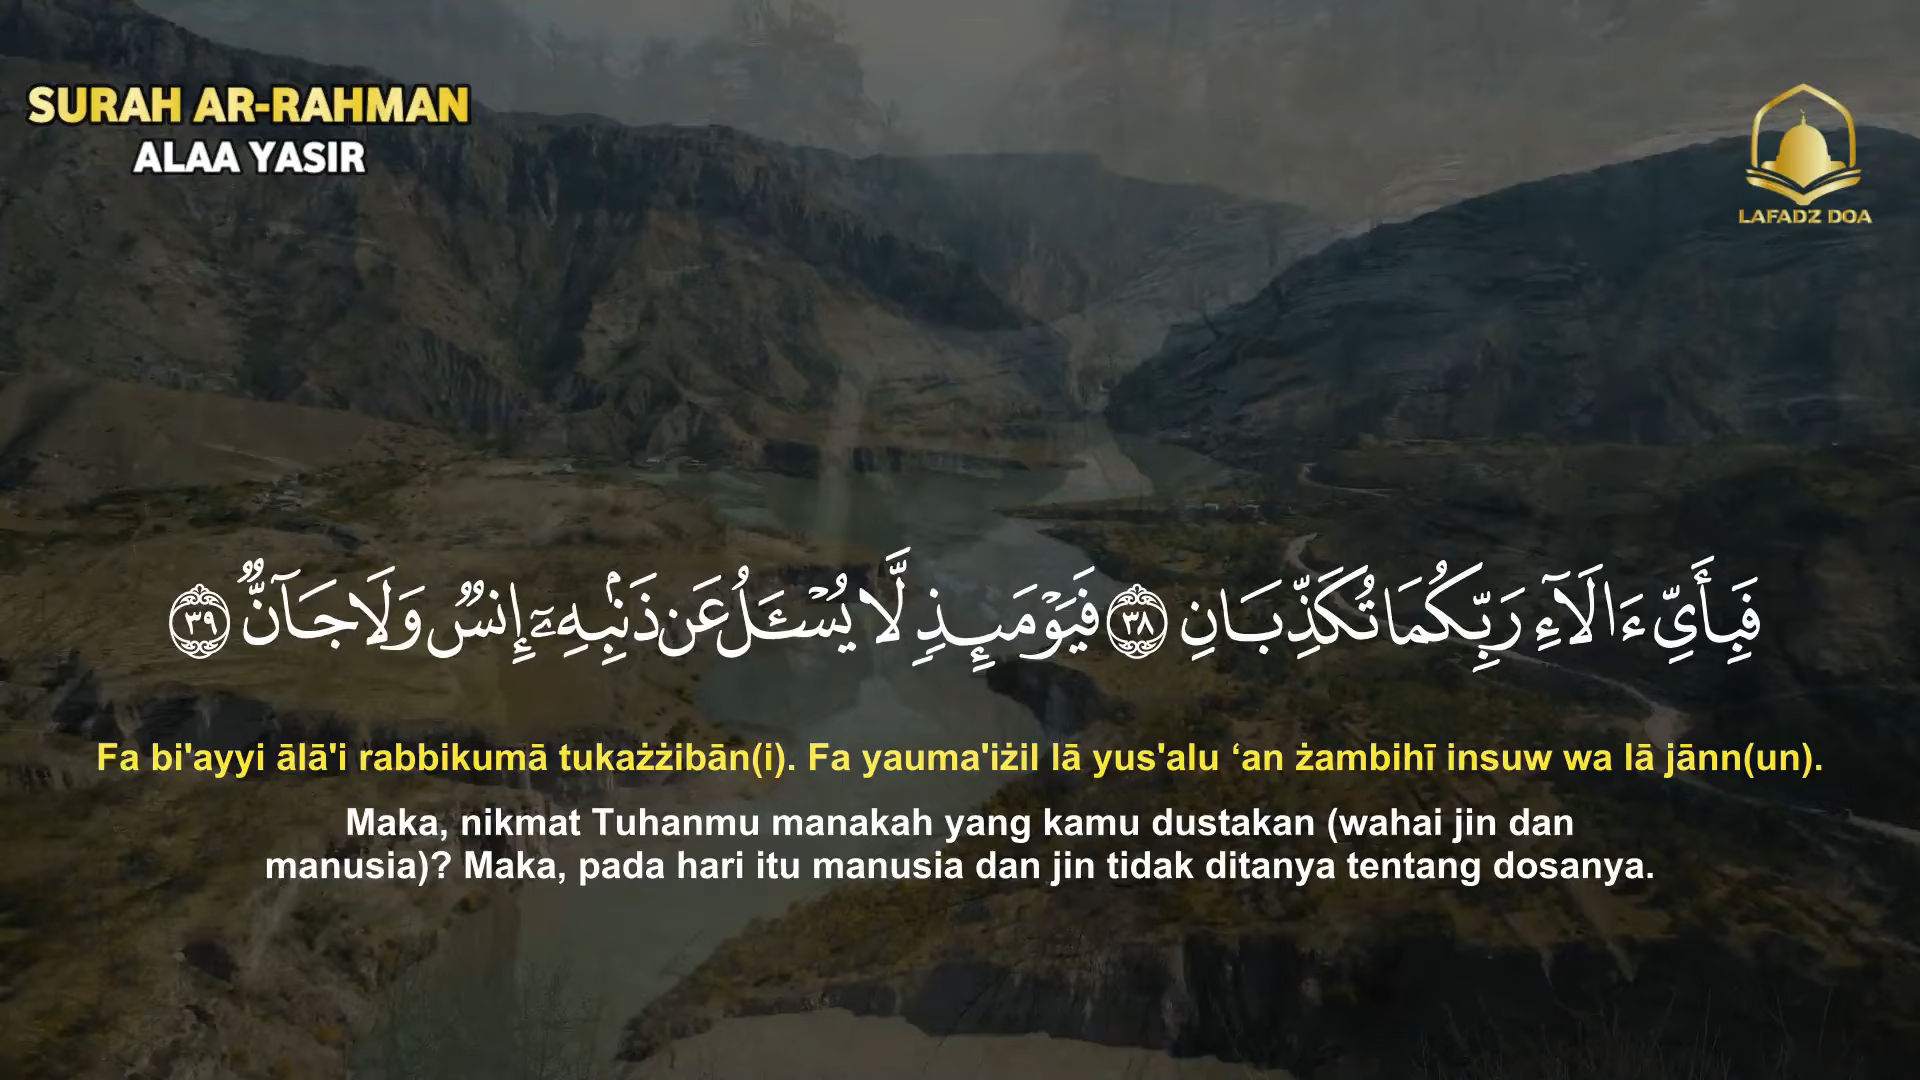 SURAH AR-RAHMAN
ALAA YASIR
LAFADZ DOA
فَبِأَيِّ ءَالَآءِ رَبِّكُمَا تُكَذِّبَانِ ٣٨ فَيَوْمَئِذٍ لَّا يُسْـَٔلُ عَن ذَنۢبِهِۦٓ إِنسٌ وَلَا جَآنٌّ ٣٩
Fa bi'ayyi ālā'i rabbikumā tukażżibān(i). Fa yauma'iżil lā yus'alu ‘an żambihī insuw wa lā jānn(un).
Maka, nikmat Tuhanmu manakah yang kamu dustakan (wahai jin dan
manusia)? Maka, pada hari itu manusia dan jin tidak ditanya tentang dosanya.